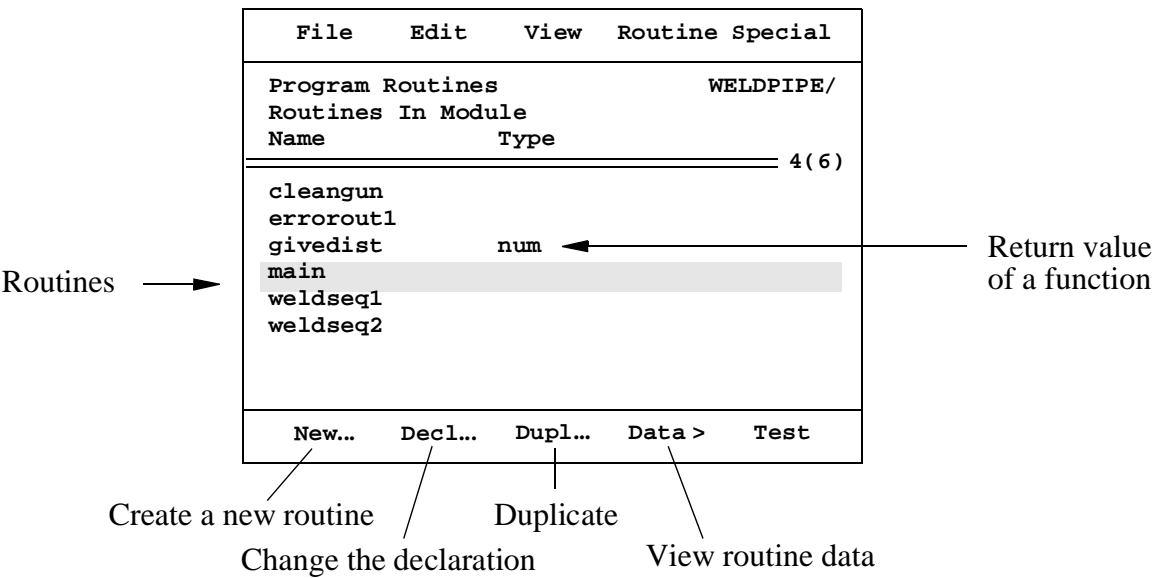 File Edit View Routine Special
Program Routines WELDPIPE/
Routines In Module
Name Type
4(6)
cleangun
errorout1
givedist num
Return value
of a function
main
Routines
weldseq1
weldseq2
New… Decl… Dupl… Data > Test
Create a new routine
Duplicate
Change the declaration
View routine data